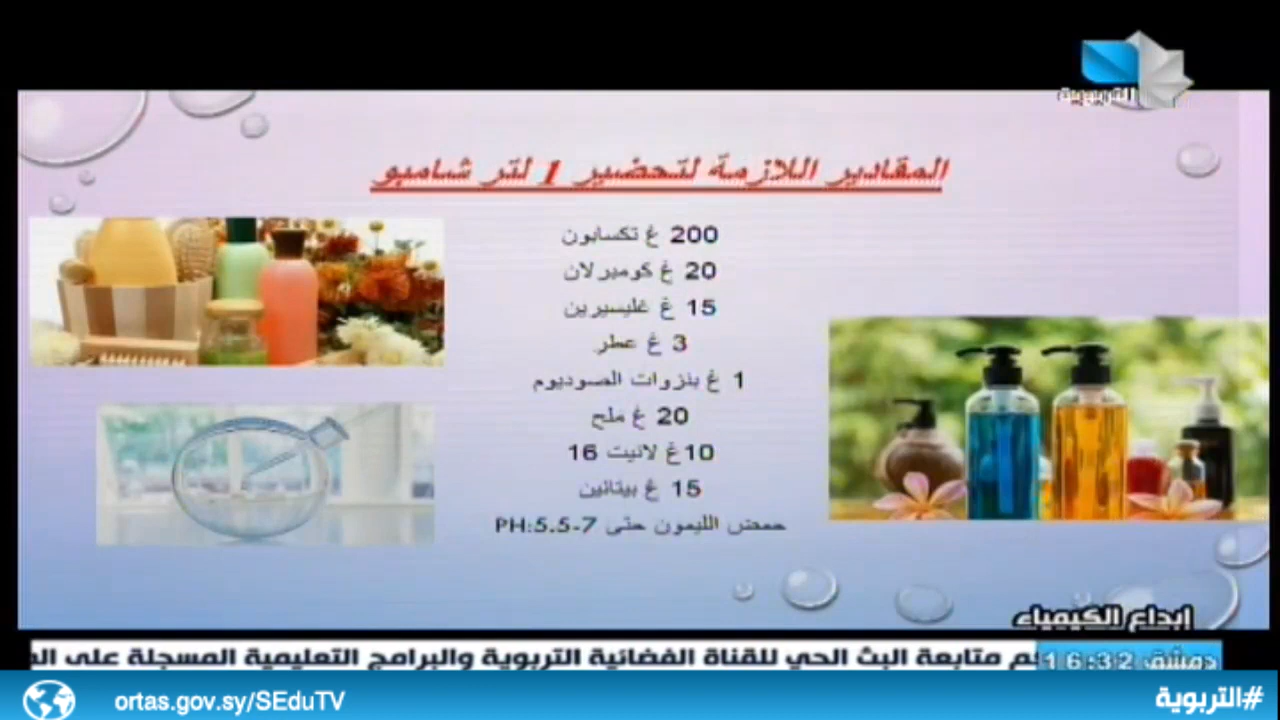 التربوية
المقادير اللازمة لتحضير 1 لتر شامبو
200 غ تكسابون
20 غ كومبرلان
15 غ غليسيرين
3 غ عطر
1 غ بنزوات الصوديوم
20 غ ملح
10غ لانيت 16
15 غ بيتائين
حمض الليمون حتى PH:5.5-7
ابداع الكيمياء
دمشق 16:32
متابعة البث الحي للقناة الفضائية التربوية والبرامج التعليمية المسجلة على
#التربوية
ortas.gov.sy/SEduTV